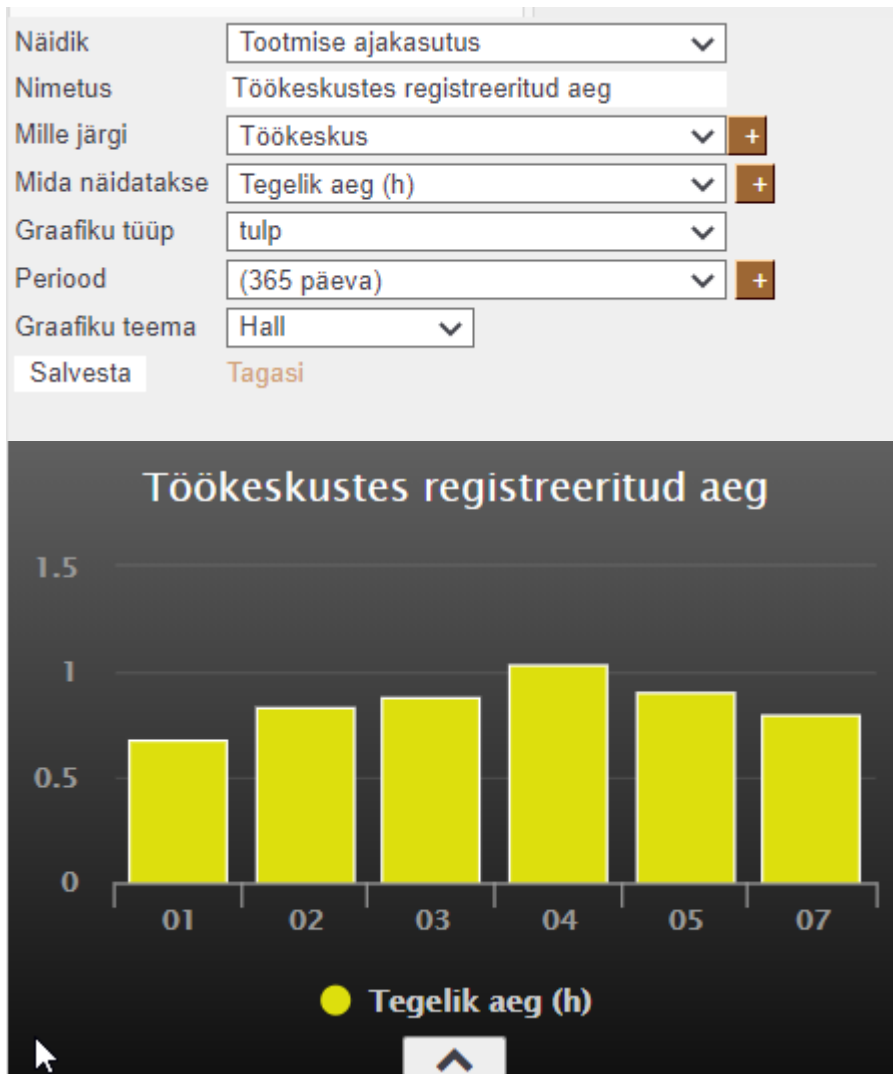 Näidik Tootmise ajakasutus
Nimetus Töökeskustes registreeritud aeg
Mille järgi Töökeskus +
Mida näidatakse Tegelik aeg (h) +
Graafiku tüüp tulp
Periood (365 päeva) +
Graafiku teema Hall
Salvesta Tagasi
Töökeskustes registreeritud aeg
1.5
1
0.5
0
01 02 03 04 05 07
Tegelik aeg (h)